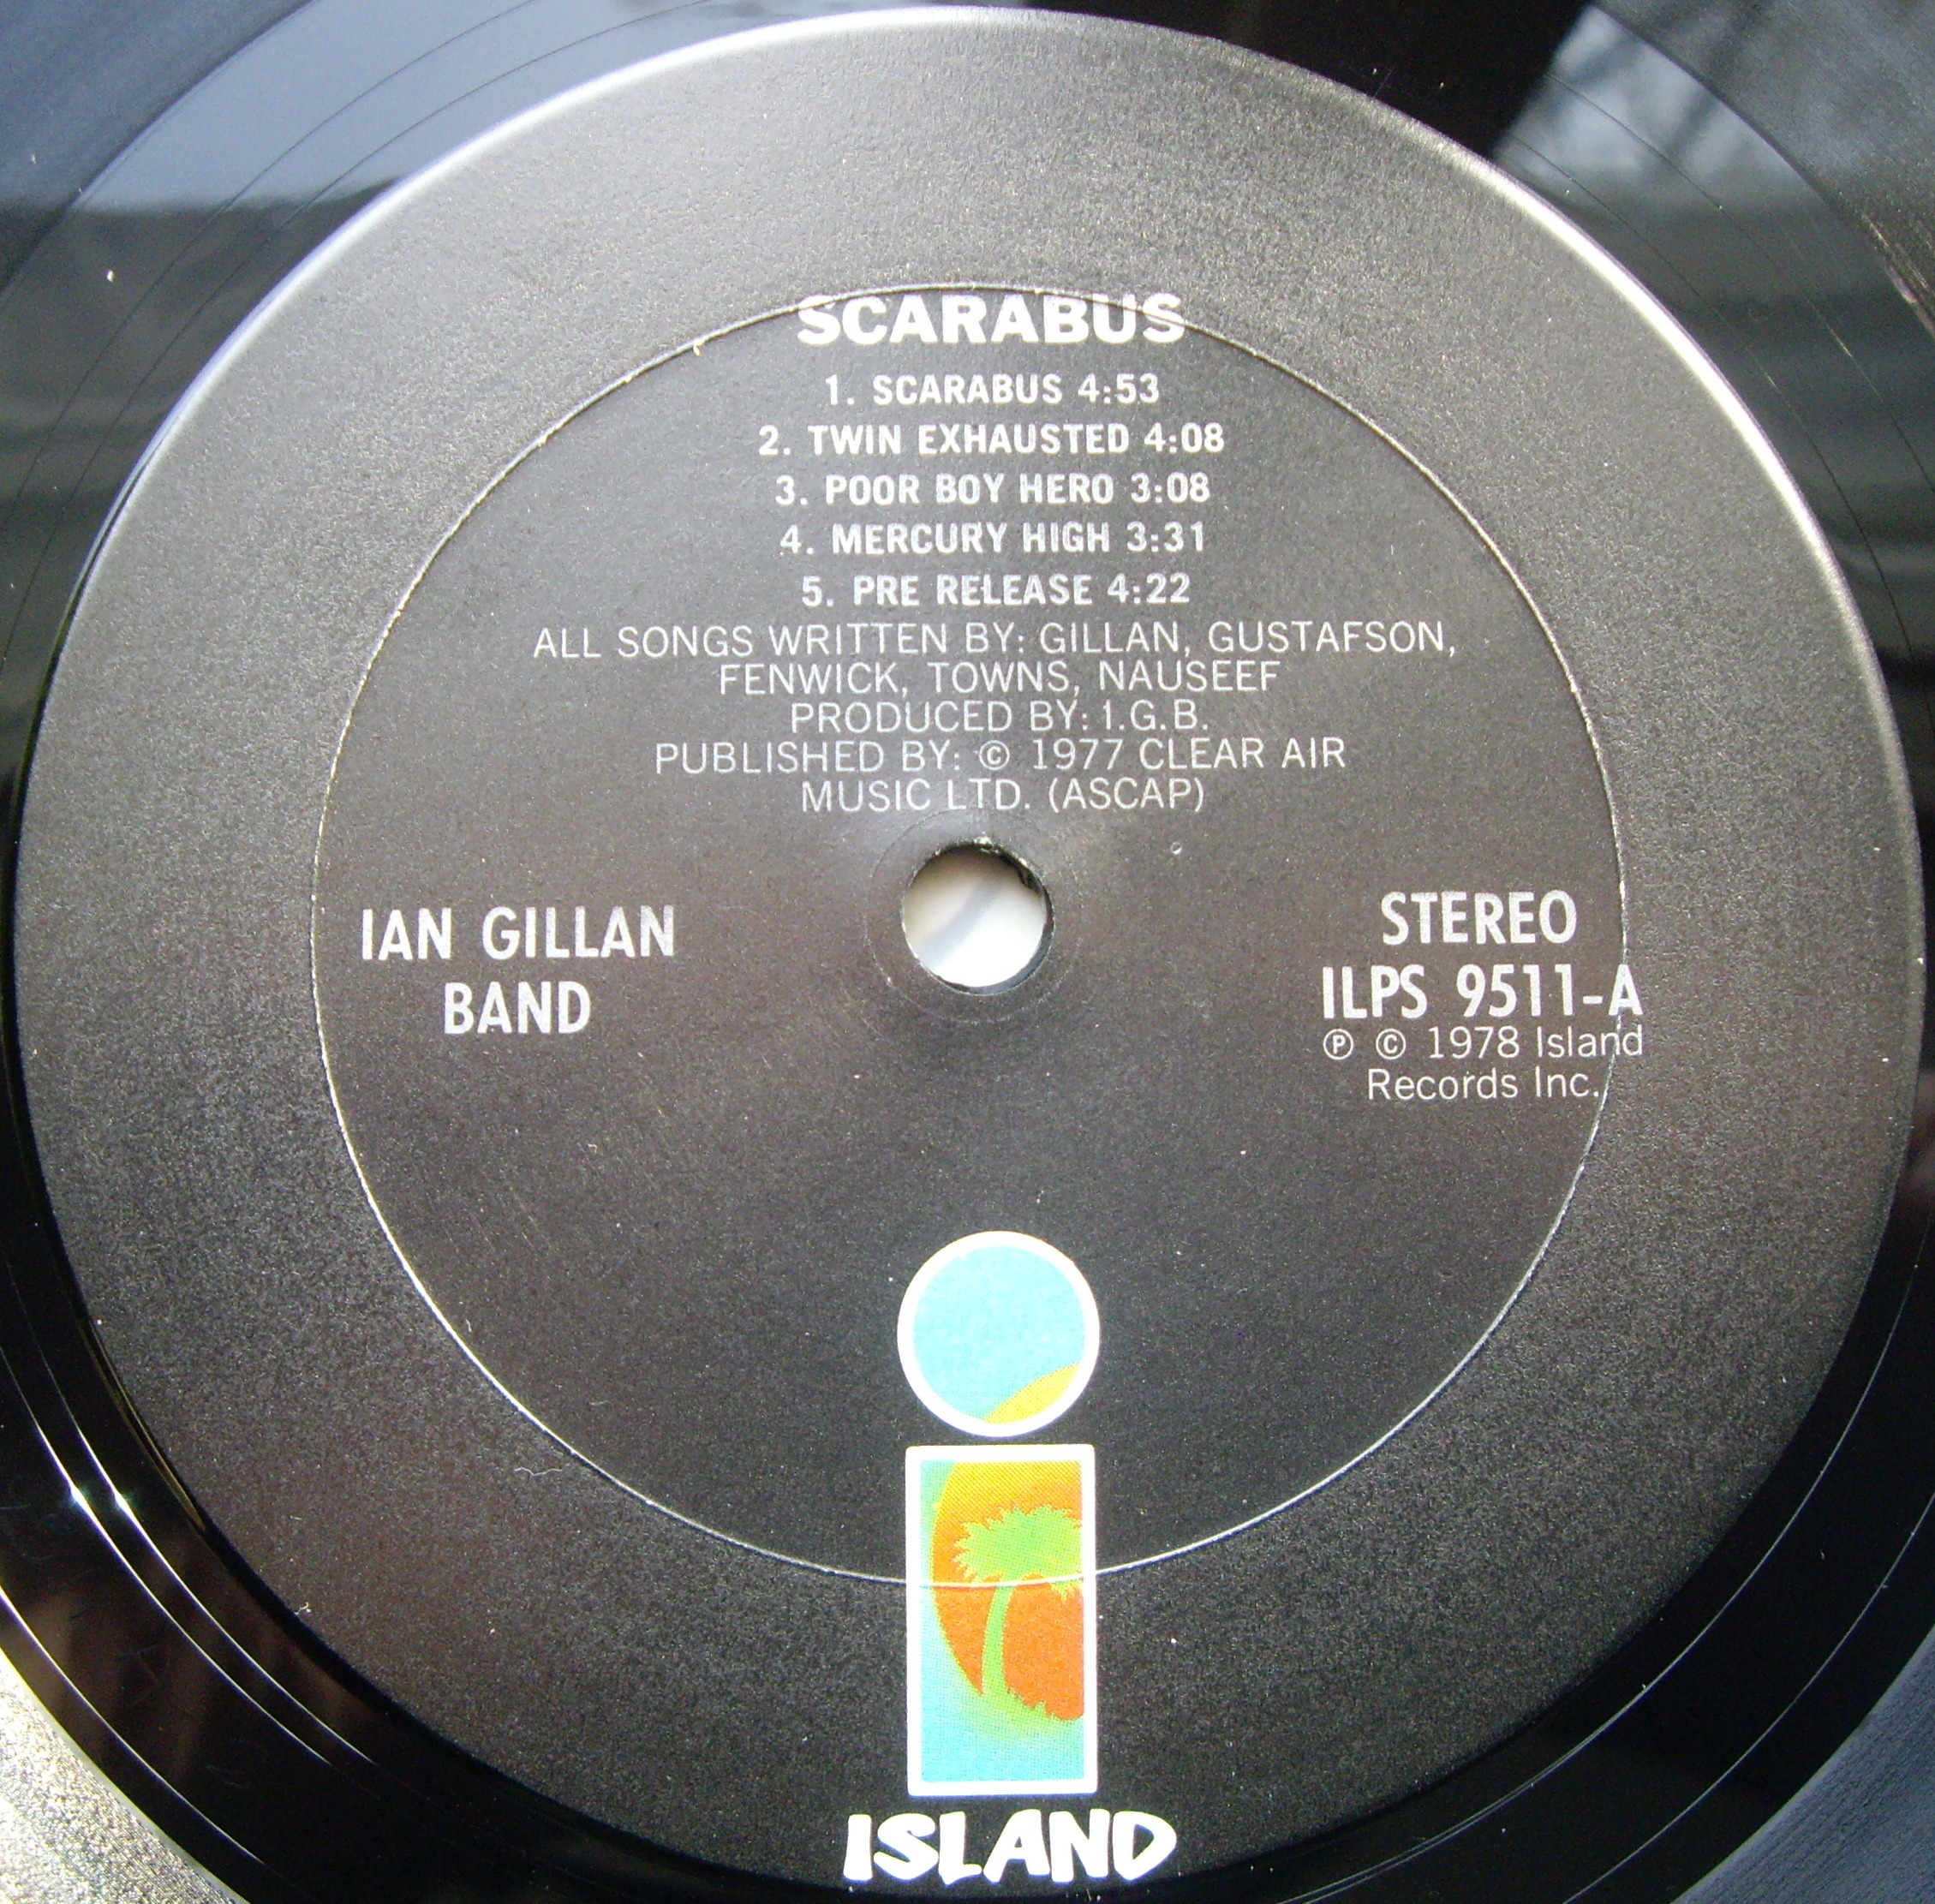 SCARABUS
1. SCARABUS 4:53
2. TWIN EXHAUSTED 4:08
3. POOR BOY HERO 3:08
4. MERCURY HIGH 3:31
5. PRE RELEASE 4:22
ALL SONGS WRITTEN BY: GILLAN, GUSTAFSON,
FENWICK, TOWNS, NAUSEEF
PRODUCED BY: I.G.B.
PUBLISHED BY: © 1977 CLEAR AIR
MUSIC LTD. (ASCAP)
IAN GILLAN
BAND
STEREO
ILPS 9511-A
℗ © 1978 Island
Records Inc.
ISLAND